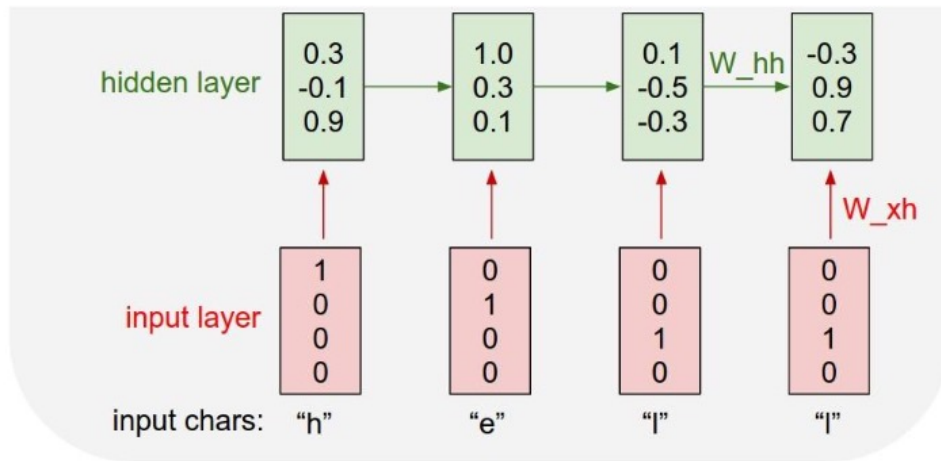 hidden layer
0.3 1.0 0.1 W_hh -0.3
-0.1 0.3 -0.5 0.9
0.9 0.1 -0.3 0.7
W_xh
input layer
1 0 0 0
0 1 0 0
0 0 1 1
0 0 0 0
input chars: “h” “e” “l” “l”